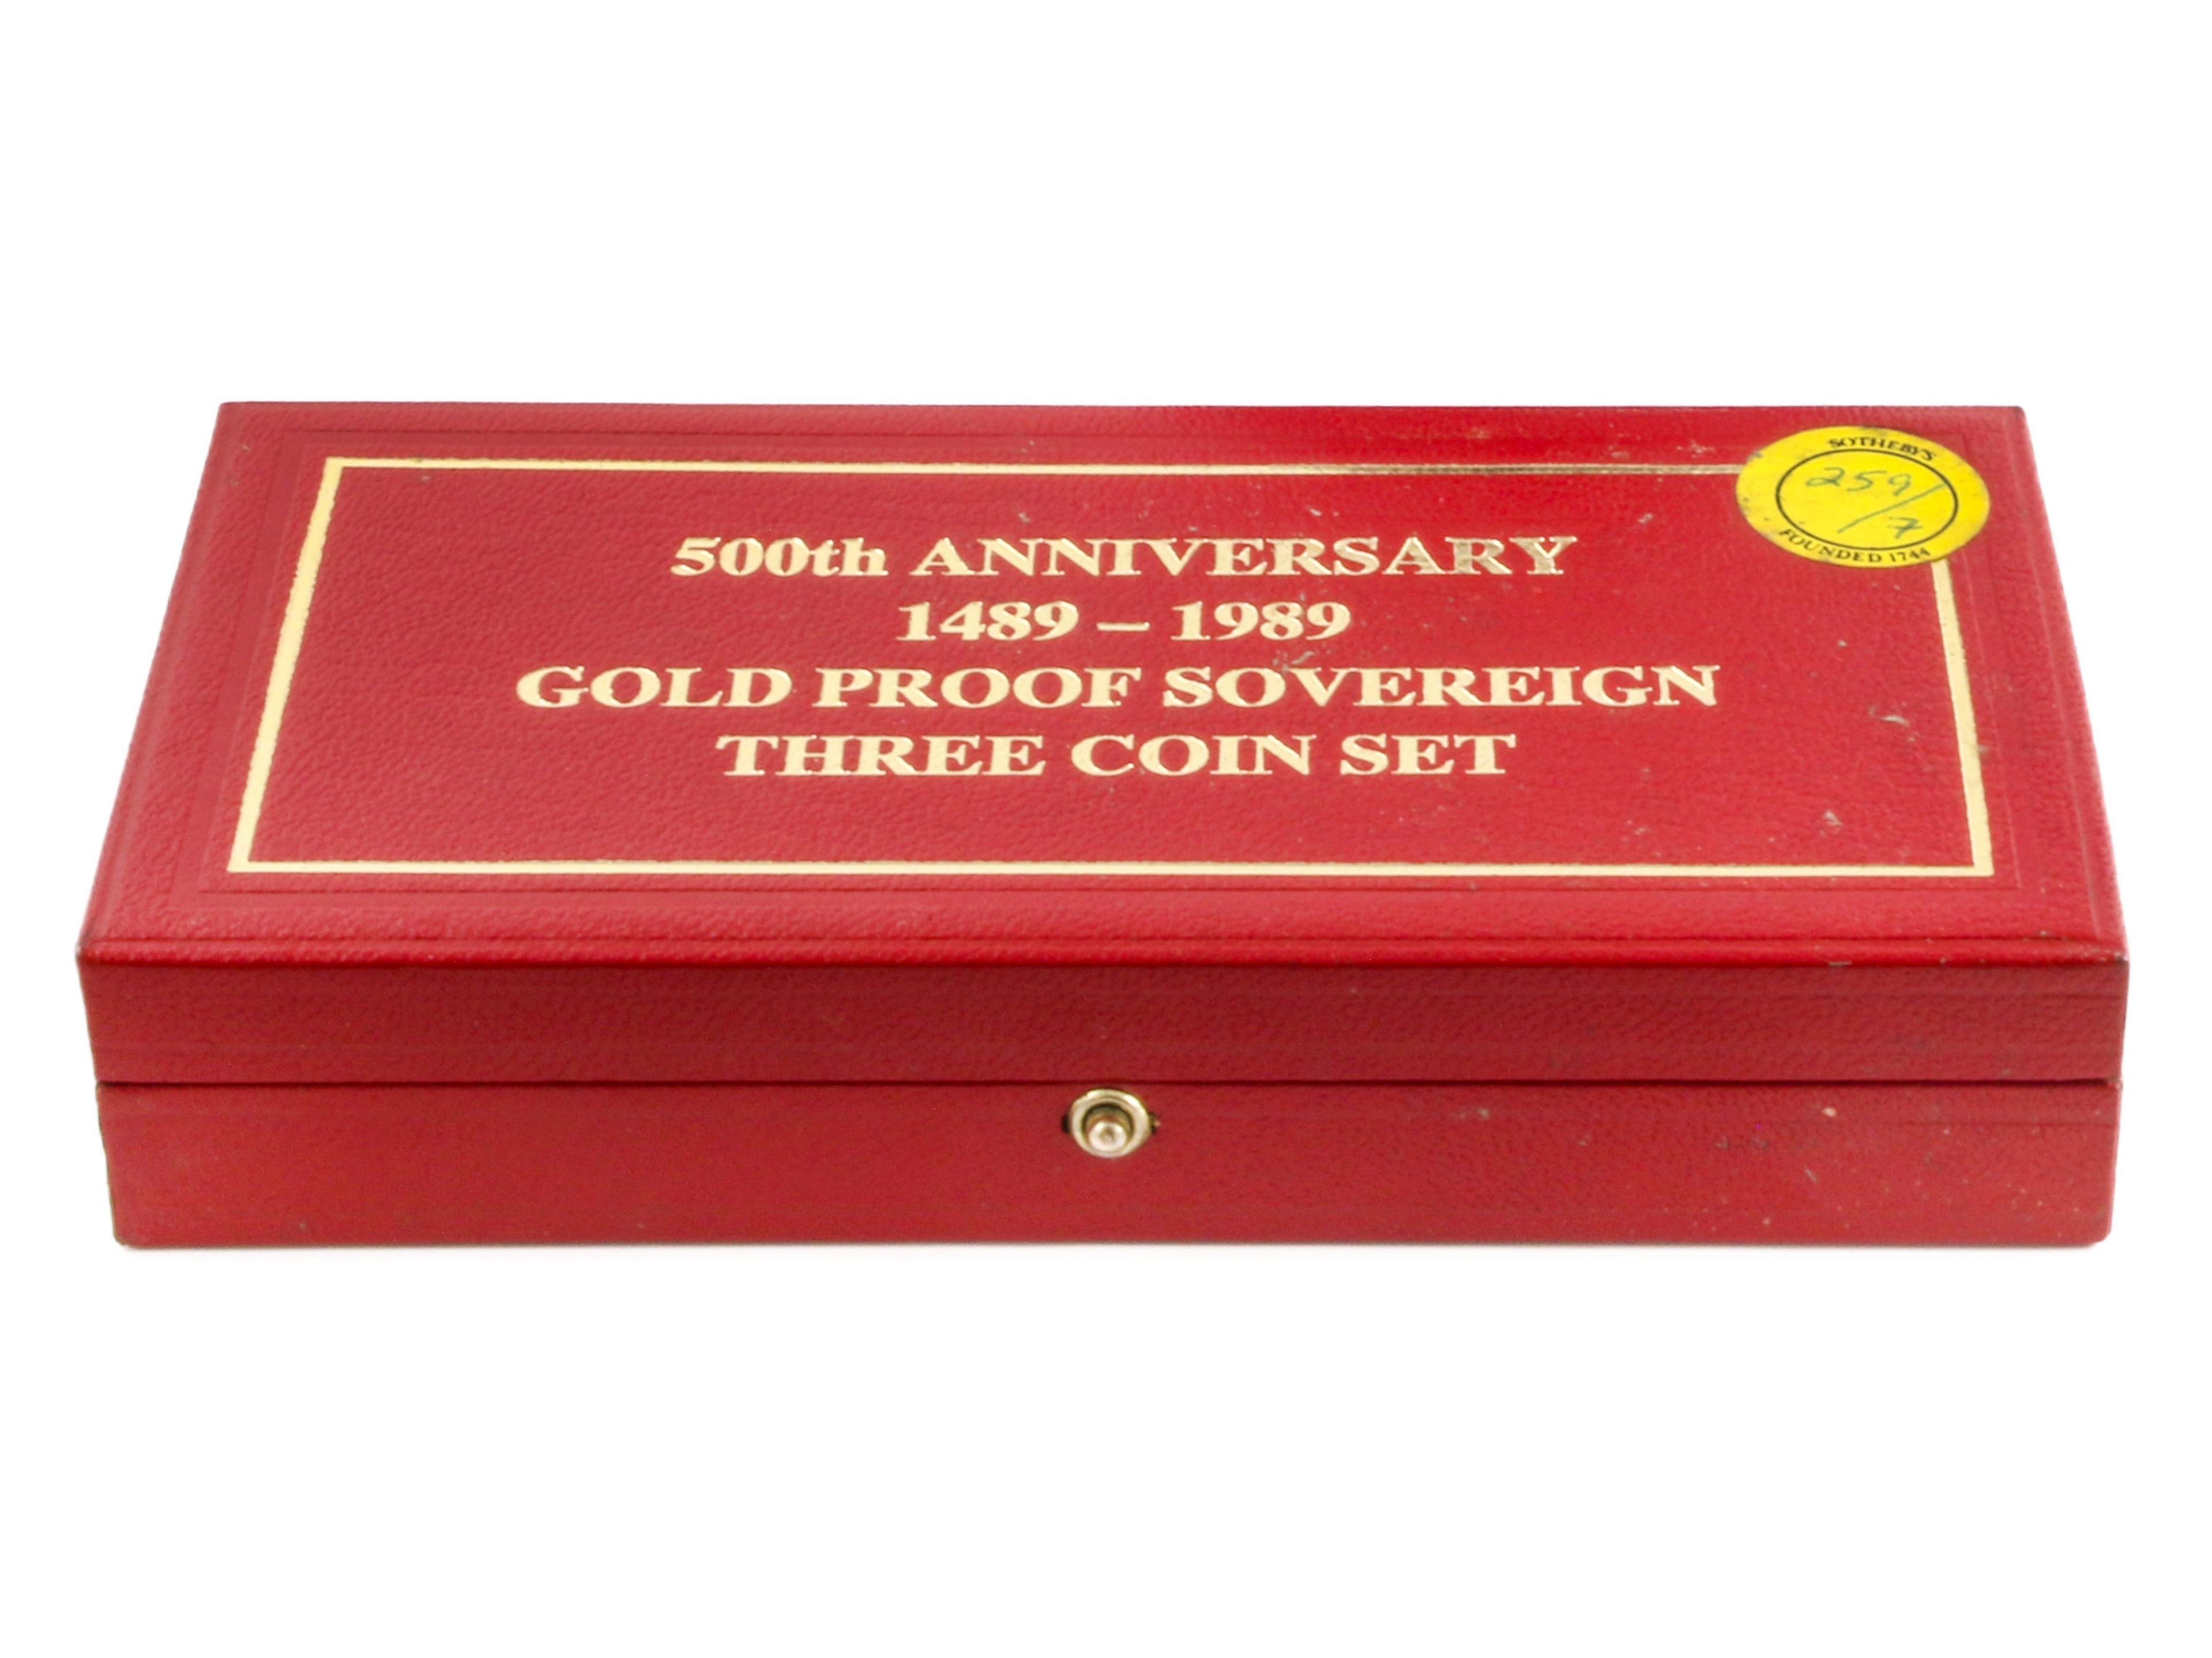 500th ANNIVERSARY
1489 – 1989
GOLD PROOF SOVEREIGN
THREE COIN SET
SOTHEBY'S
259/7
FOUNDED 1744